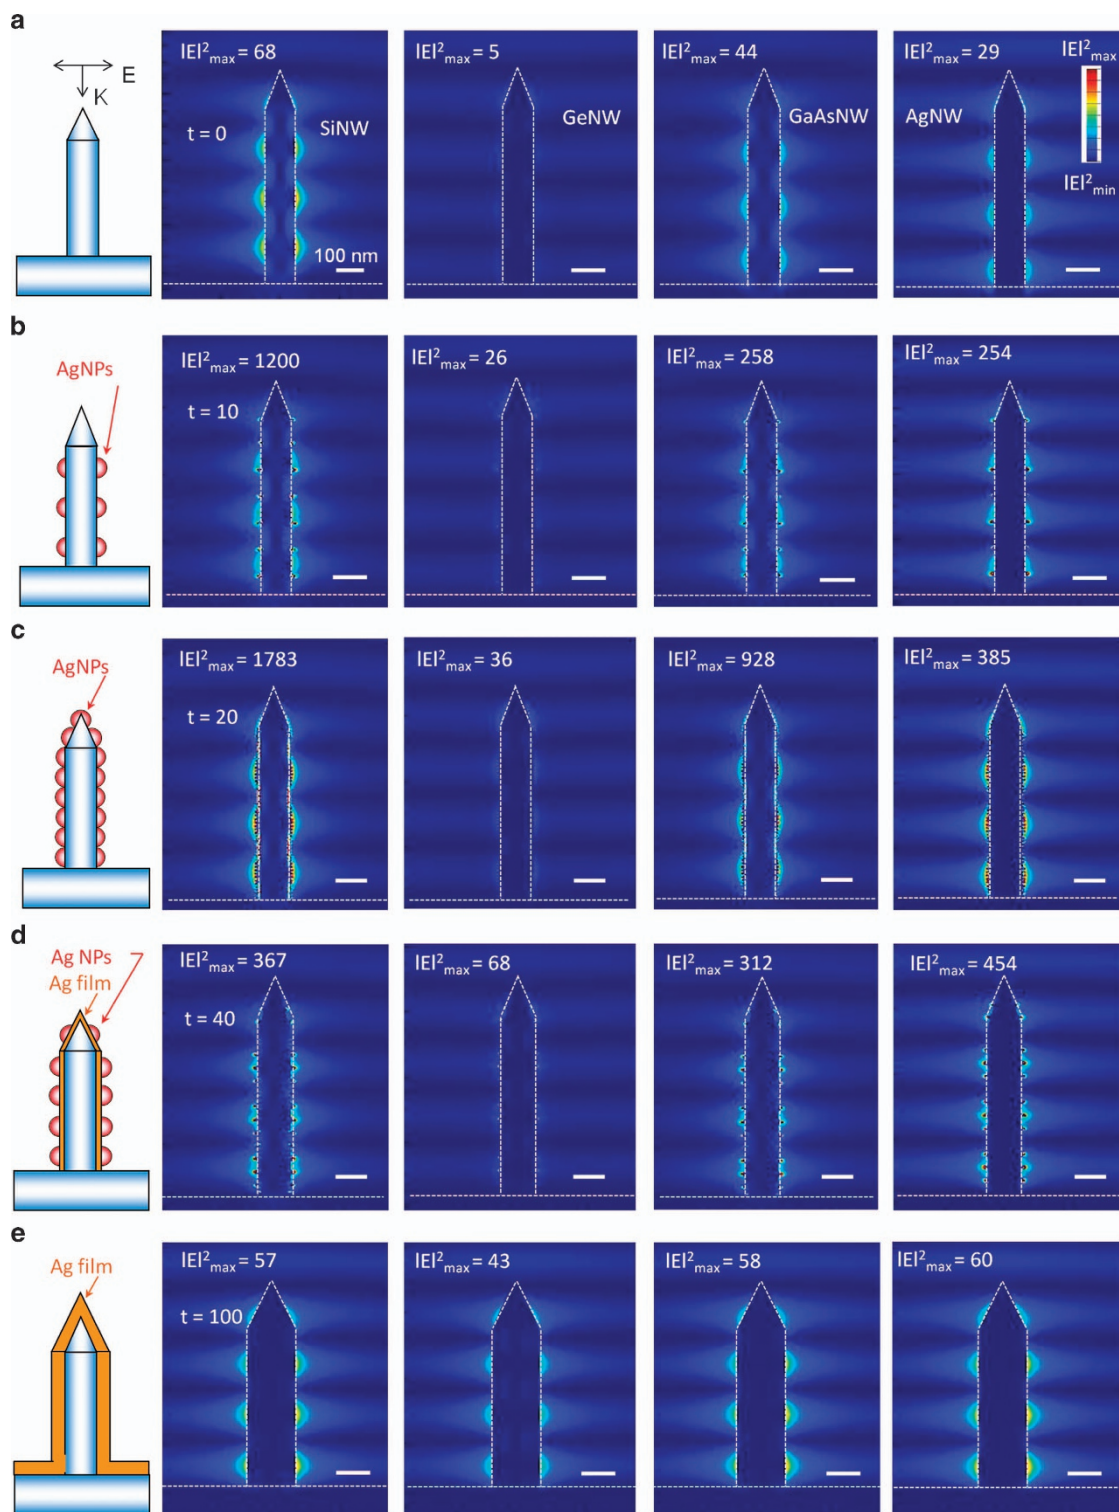 a
|E|²max = 68
|E|²max = 5
|E|²max = 44
|E|²max = 29
|E|²max
E
K
t = 0
SiNW
GeNW
GaAsNW
AgNW
|E|²min
100 nm
b
AgNPs
|E|²max = 1200
|E|²max = 26
|E|²max = 258
|E|²max = 254
t = 10
c
AgNPs
|E|²max = 1783
|E|²max = 36
|E|²max = 928
|E|²max = 385
t = 20
d
Ag NPs
Ag film
|E|²max = 367
|E|²max = 68
|E|²max = 312
|E|²max = 454
t = 40
e
Ag film
|E|²max = 57
|E|²max = 43
|E|²max = 58
|E|²max = 60
t = 100